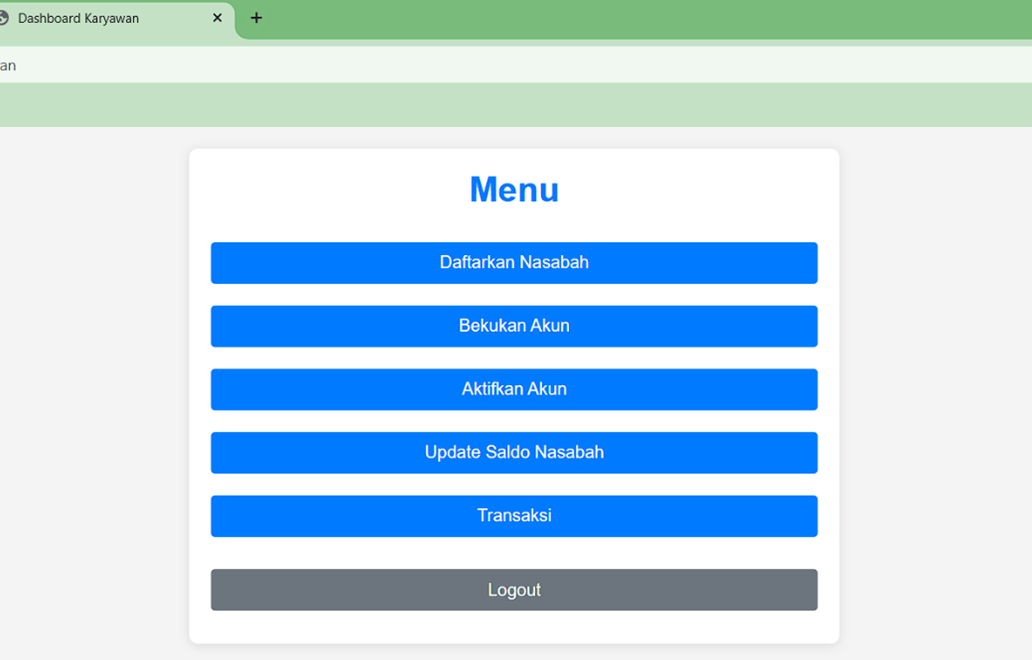 Dashboard Karyawan
an
Menu
Daftarkan Nasabah
Bekukan Akun
Aktifkan Akun
Update Saldo Nasabah
Transaksi
Logout